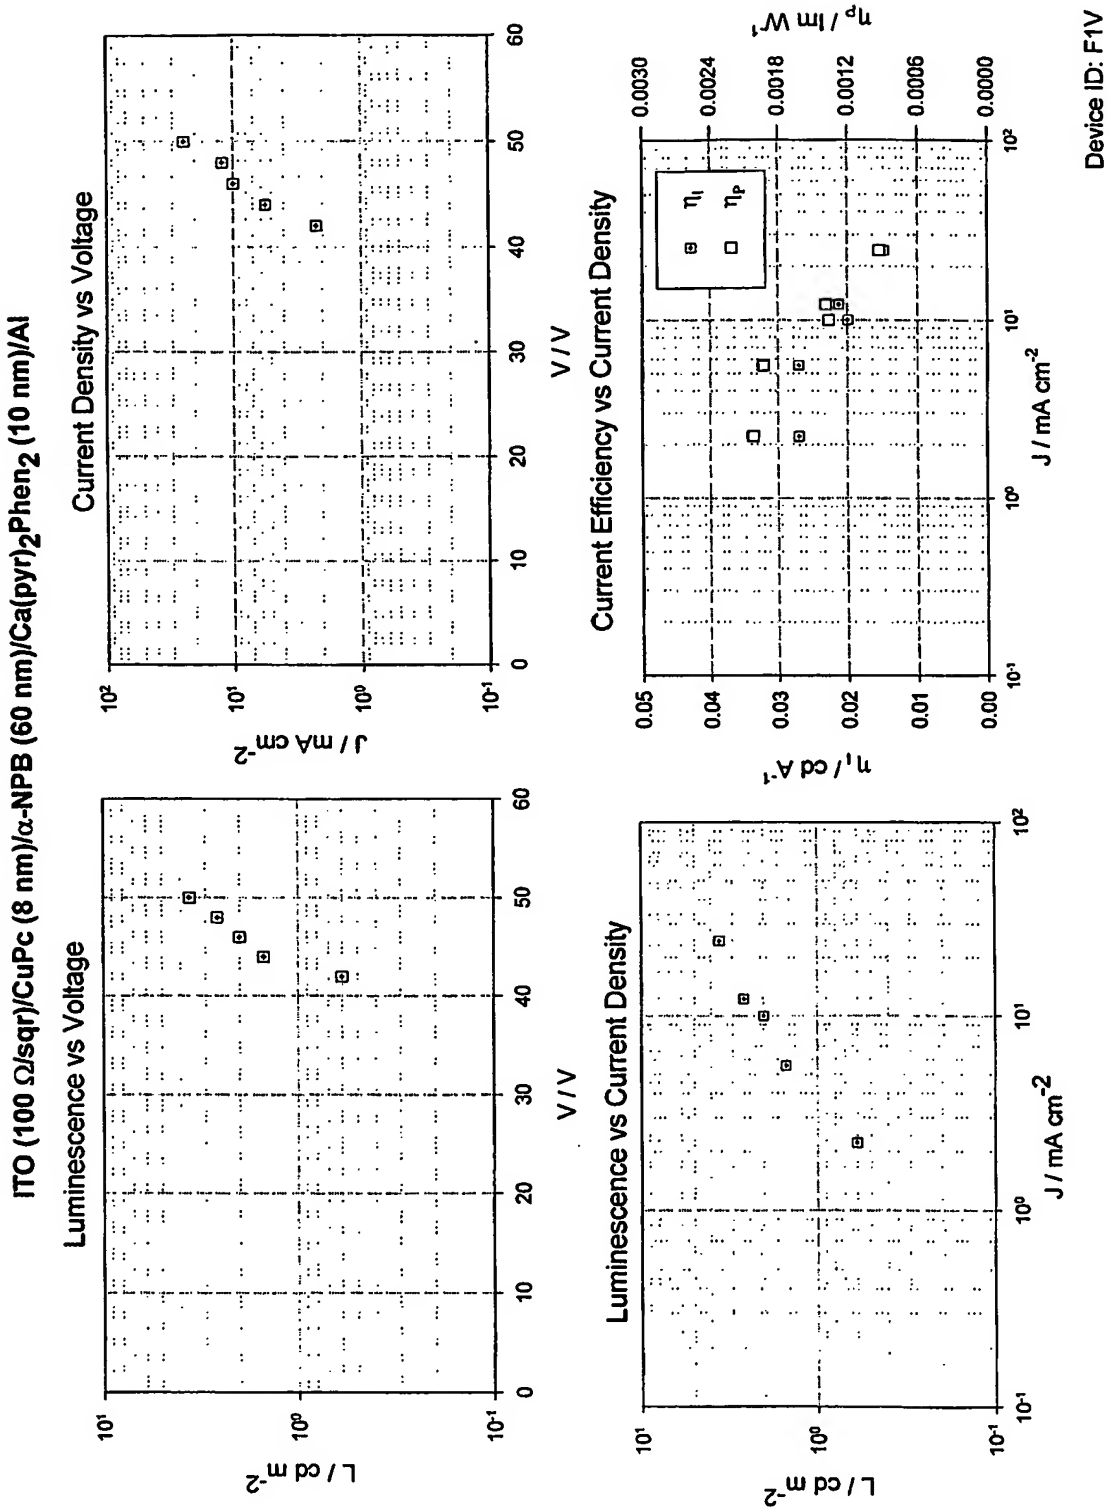 ITO (100 Ω/sqr)/CuPc (8 nm)/α-NPB (60 nm)/Ca(pyr)2Phen2 (10 nm)/Al
Luminescence vs Voltage
L / cd m-2
10¹
10⁰
10-1
0 10 20 30 40 50 60
V / V
Current Density vs Voltage
J / mA cm-2
10²
10¹
10⁰
10-1
0 10 20 30 40 50 60
V / V
Luminescence vs Current Density
L / cd m-2
10¹
10⁰
10-1
10-1 10⁰ 10¹ 10²
J / mA cm-2
Current Efficiency vs Current Density
ηI / cd A-1
0.05
0.04
0.03
0.02
0.01
0.00
10-1 10⁰ 10¹ 10²
J / mA cm-2
ηI
ηP
0.0030
0.0024
0.0018
0.0012
0.0006
0.0000
ηP / lm W-1
Device ID: F1V